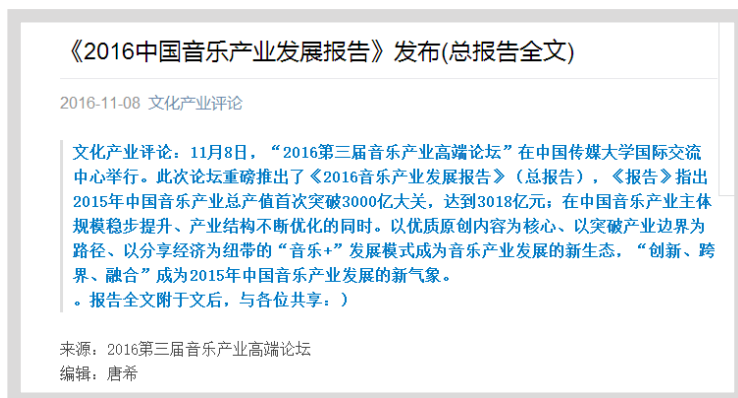 《2016中国音乐产业发展报告》发布(总报告全文)
2016-11-08 文化产业评论
文化产业评论：11月8日，“2016第三届音乐产业高端论坛”在中国传媒大学国际交流
中心举行。此次论坛重磅推出了《2016音乐产业发展报告》（总报告），《报告》指出
2015年中国音乐产业总产值首次突破3000亿大关，达到3018亿元；在中国音乐产业主体
规模稳步提升、产业结构不断优化的同时。以优质原创内容为核心、以突破产业边界为
路径、以分享经济为纽带的“音乐+”发展模式成为音乐产业发展的新生态，“创新、跨
界、融合”成为2015年中国音乐产业发展的新气象。
。报告全文附于文后，与各位共享：）
来源：2016第三届音乐产业高端论坛
编辑：唐希